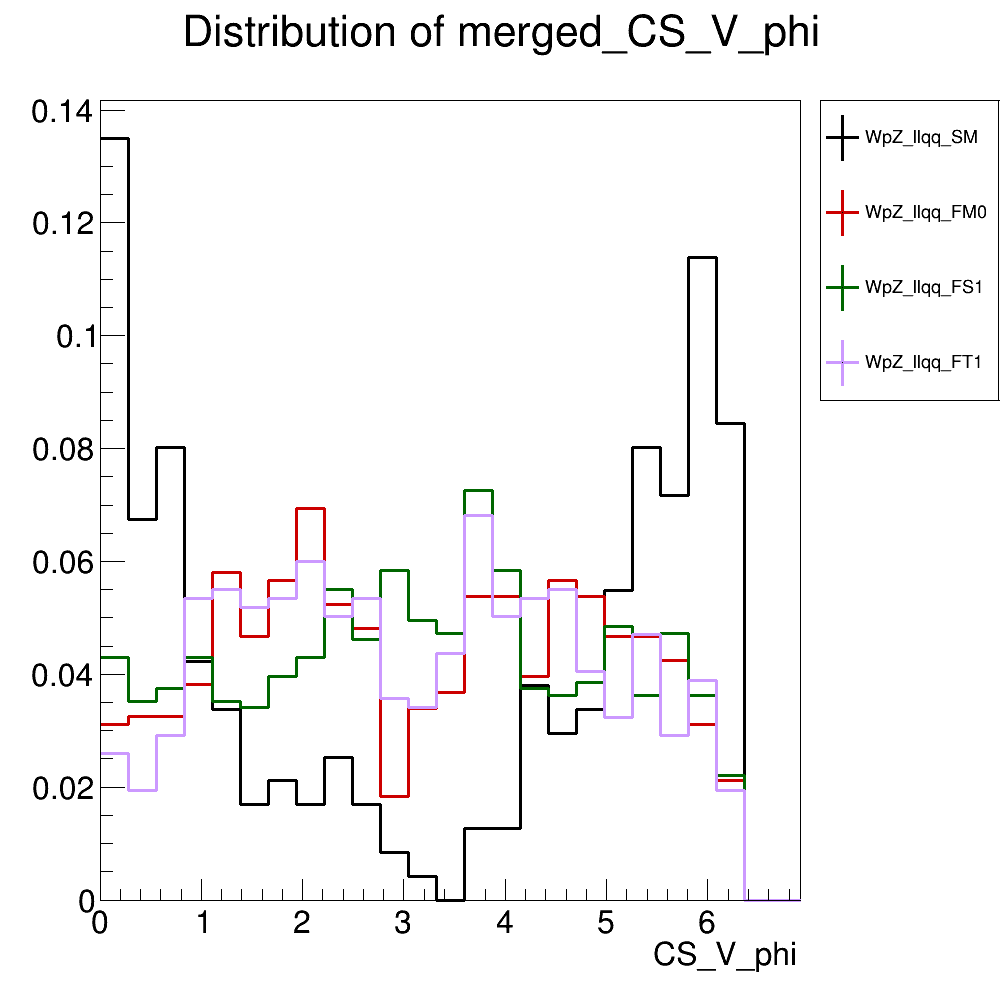 Distribution of merged_CS_V_phi
0.14
0.12
0.1
0.08
0.06
0.04
0.02
0
0 1 2 3 4 5 6
CS_V_phi
WpZ_llqq_SM
WpZ_llqq_FM0
WpZ_llqq_FS1
WpZ_llqq_FT1